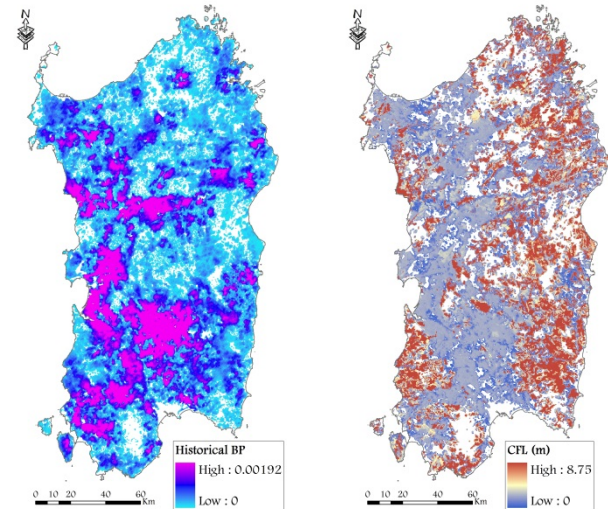 N
Historical BP
High : 0.00192
Low : 0
0 10 20 40 60
Km
N
CFL (m)
High : 8.75
Low : 0
0 10 20 40 60
Km